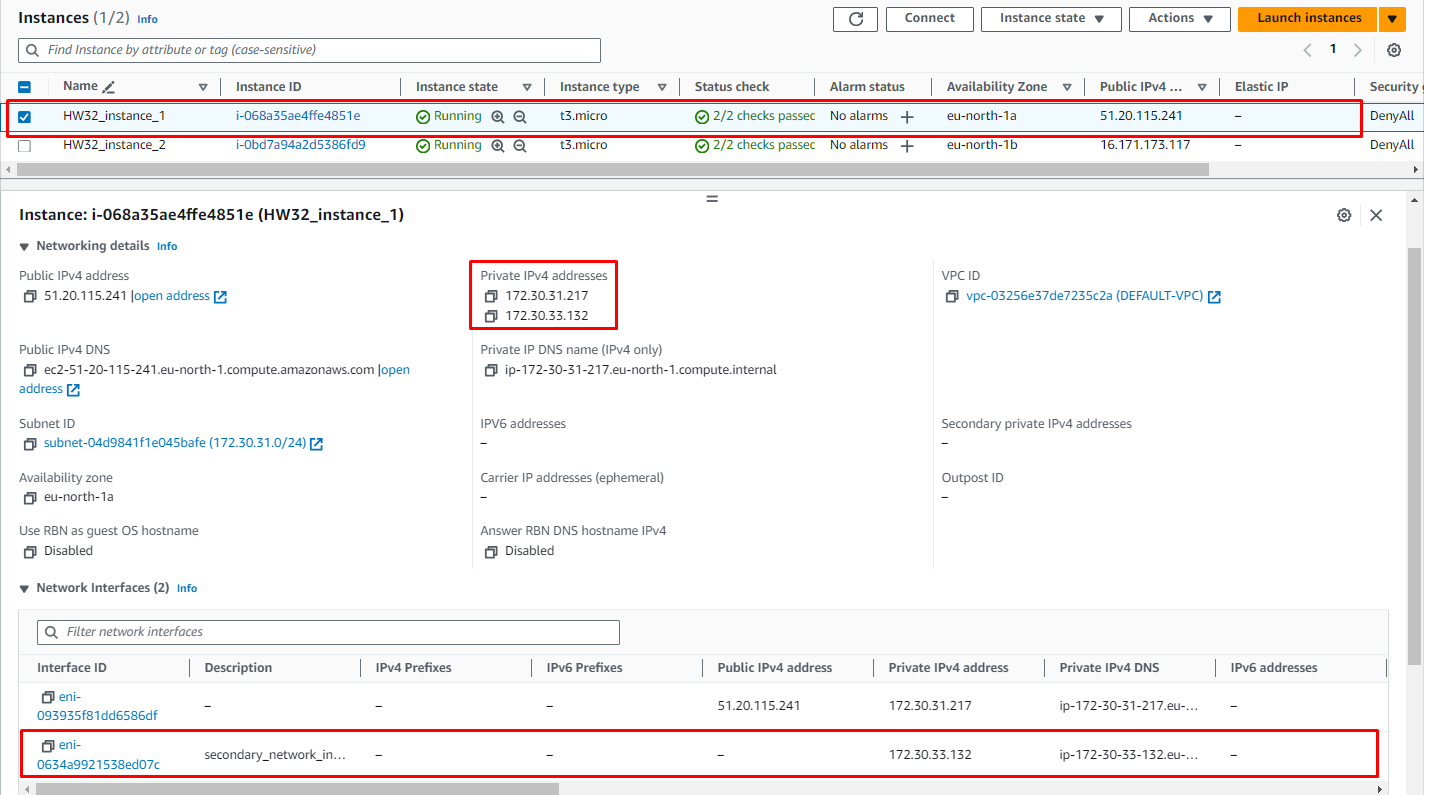 Instances (1/2) Info
Connect
Instance state
Actions
Launch instances
Find Instance by attribute or tag (case-sensitive)
1
Name Instance ID Instance state Instance type Status check Alarm status Availability Zone Public IPv4 ... Elastic IP Security
HW32_instance_1 i-068a35ae4ffe4851e Running t3.micro 2/2 checks passed No alarms eu-north-1a 51.20.115.241 – DenyAll
HW32_instance_2 i-0bd7a94a2d5386fd9 Running t3.micro 2/2 checks passed No alarms eu-north-1b 16.171.173.117 – DenyAll
Instance: i-068a35ae4ffe4851e (HW32_instance_1)
Networking details Info
Public IPv4 address
51.20.115.241 |open address
Private IPv4 addresses
172.30.31.217
172.30.33.132
VPC ID
vpc-03256e37de7235c2a (DEFAULT-VPC)
Public IPv4 DNS
ec2-51-20-115-241.eu-north-1.compute.amazonaws.com |open
address
Private IP DNS name (IPv4 only)
ip-172-30-31-217.eu-north-1.compute.internal
Subnet ID
subnet-04d9841f1e045bafe (172.30.31.0/24)
IPV6 addresses
–
Secondary private IPv4 addresses
–
Availability zone
eu-north-1a
Carrier IP addresses (ephemeral)
–
Outpost ID
–
Use RBN as guest OS hostname
Disabled
Answer RBN DNS hostname IPv4
Disabled
Network Interfaces (2) Info
Filter network interfaces
Interface ID Description IPv4 Prefixes IPv6 Prefixes Public IPv4 address Private IPv4 address Private IPv4 DNS IPv6 addresses
eni-
093935f81dd6586df – – – 51.20.115.241 172.30.31.217 ip-172-30-31-217.eu-... –
eni-
0634a9921538ed07c secondary_network_in... – – – 172.30.33.132 ip-172-30-33-132.eu-... –